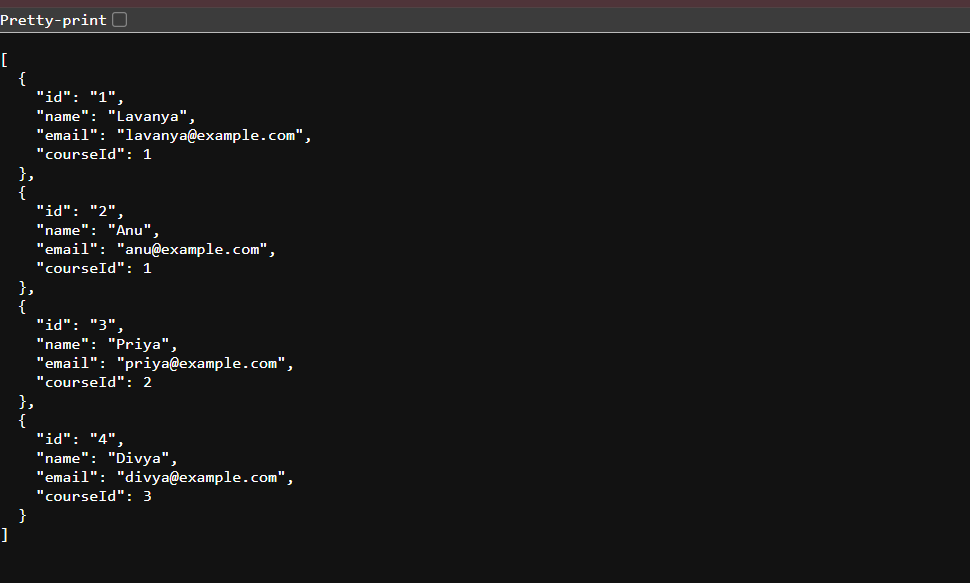 Pretty-print
[
  {
    "id": "1",
    "name": "Lavanya",
    "email": "lavanya@example.com",
    "courseId": 1
  },
  {
    "id": "2",
    "name": "Anu",
    "email": "anu@example.com",
    "courseId": 1
  },
  {
    "id": "3",
    "name": "Priya",
    "email": "priya@example.com",
    "courseId": 2
  },
  {
    "id": "4",
    "name": "Divya",
    "email": "divya@example.com",
    "courseId": 3
  }
]